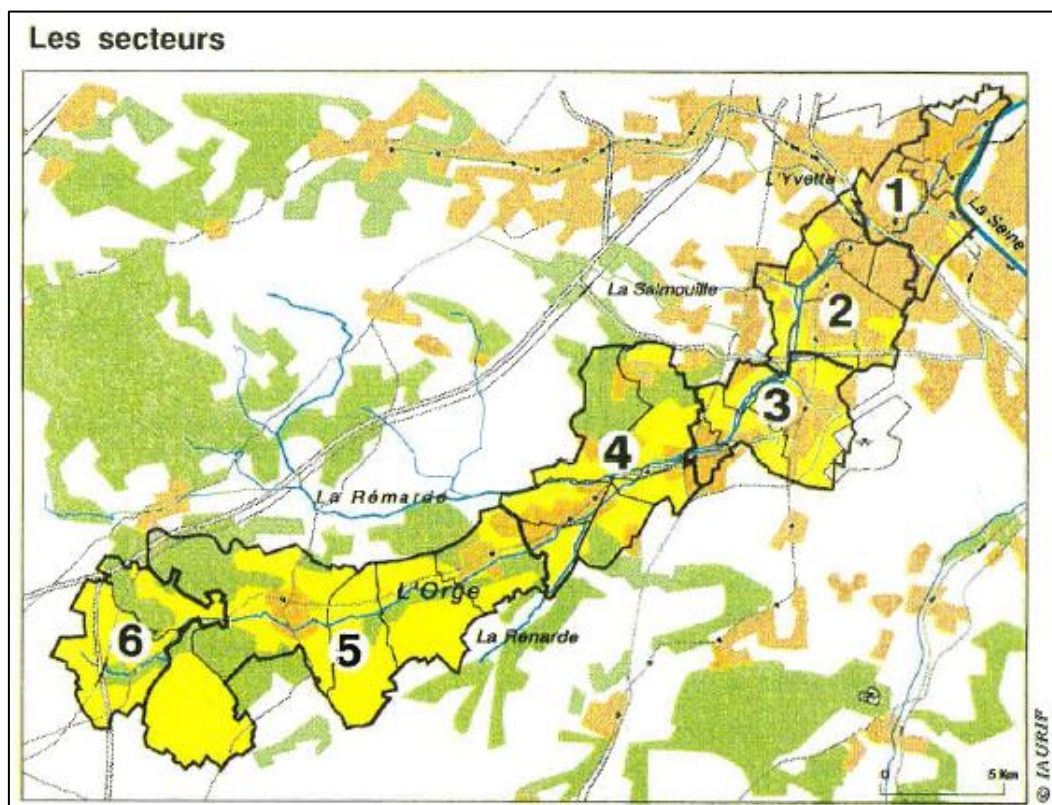 Les secteurs
L'Yvette
1
La Seine
La Salmouille
2
3
4
La Rémarde
L'Orge
La Renarde
6
5
0 5 Km
© IAURIF